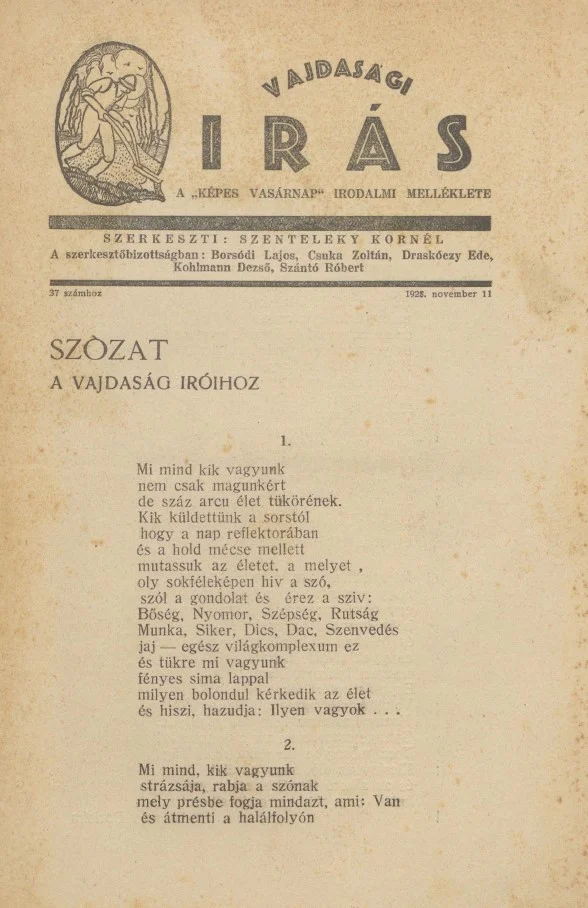 VAJDASÁGI
IRÁS
A „KÉPES VASÁRNAP“ IRODALMI MELLÉKLETE
SZERKESZTI: SZENTELEKY KORNÉL
A szerkesztőbizottságban: Borsódi Lajos, Csuka Zoltán, Draskóczy Ede,
Kohlmann Dezső, Szántó Róbert
37 számhoz 1928. november 11
SZÒZAT
A VAJDASÁG IRÓIHOZ
1.
Mi mind kik vagyunk
nem csak magunkért
de száz arcu élet tükörének.
Kik küldettünk a sorstól
hogy a nap reflektorában
és a hold mécse mellett
mutassuk az életet. a melyet ,
oly sokféleképen hiv a szó,
szól a gondolat és érez a sziv:
Bőség, Nyomor, Szépség, Rutság
Munka, Siker, Dics, Dac, Szenvedés
jaj — egész világkomplexum ez
és tükre mi vagyunk
fényes sima lappal
milyen bolondul kérkedik az élet
és hiszi, hazudja: Ilyen vagyok . . .
2.
Mi mind, kik vagyunk
strázsája, rabja a szónak
mely présbe fogja mindazt, ami: Van
és átmenti a halálfolyón